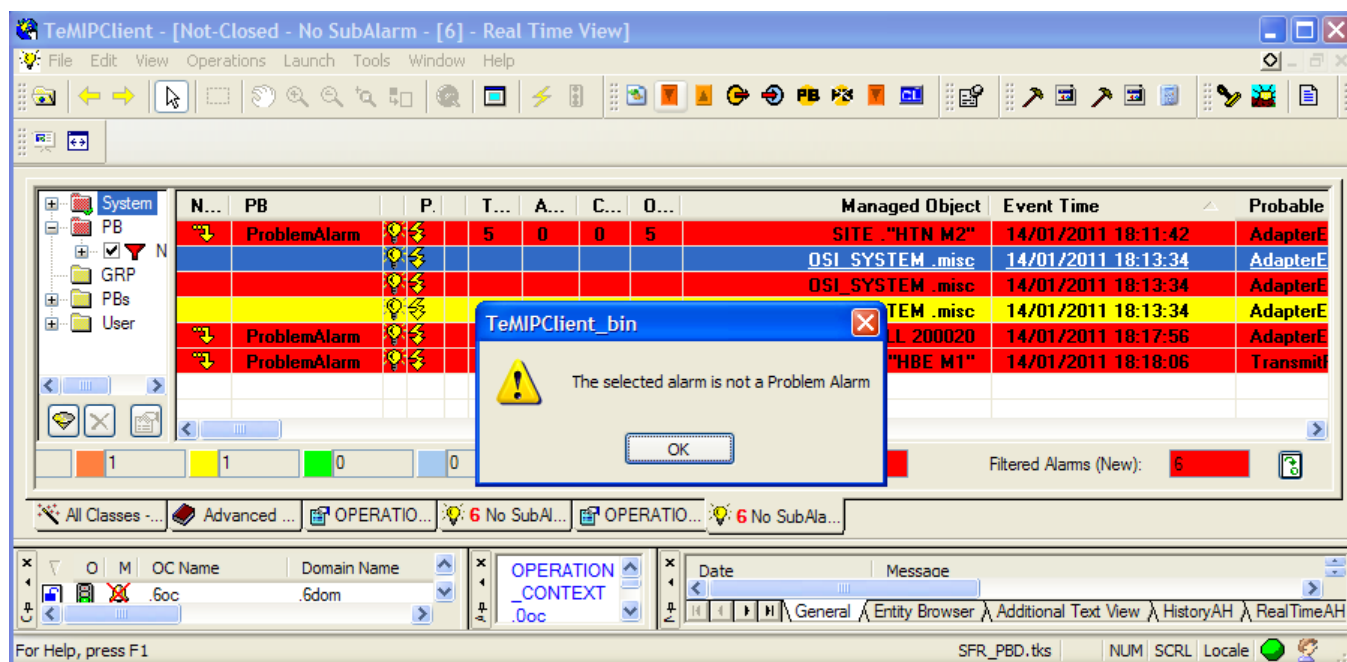 TeMIPClient - [Not-Closed - No SubAlarm - [6] - Real Time View]
File Edit View Operations Launch Tools Window Help
PB CL
System
PB
N
GRP
PBs
User
N... PB P. T... A... C... O... Managed Object Event Time Probable
ProblemAlarm 5 0 0 5 SITE ."HTN M2" 14/01/2011 18:11:42 AdapterE
OSI_SYSTEM .misc 14/01/2011 18:13:34 AdapterE
OSI_SYSTEM .misc 14/01/2011 18:13:34 AdapterE
TEM .misc 14/01/2011 18:13:34 AdapterE
ProblemAlarm LL 200020 14/01/2011 18:17:56 AdapterE
ProblemAlarm "HBE M1" 14/01/2011 18:18:06 Transmitf
TeMIPClient_bin
The selected alarm is not a Problem Alarm
OK
1 1 0 0 Filtered Alarms (New): 6
All Classes -... Advanced ... OPERATIO... 6 No SubAl... OPERATIO... 6 No SubAla...
O M OC Name Domain Name
.6oc .6dom
OPERATION
_CONTEXT
.0oc
Date Message
General Entity Browser Additional Text View HistoryAH RealTimeAH
For Help, press F1 SFR_PBD.tks NUM SCRL Locale